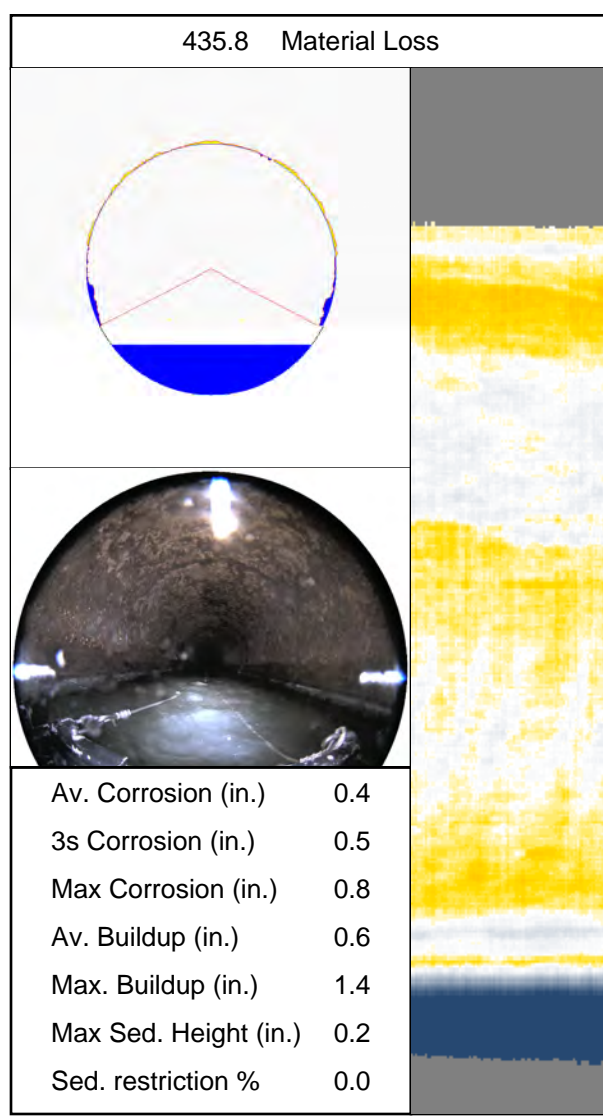 435.8 Material Loss
Av. Corrosion (in.) 0.4
3s Corrosion (in.) 0.5
Max Corrosion (in.) 0.8
Av. Buildup (in.) 0.6
Max. Buildup (in.) 1.4
Max Sed. Height (in.) 0.2
Sed. restriction % 0.0